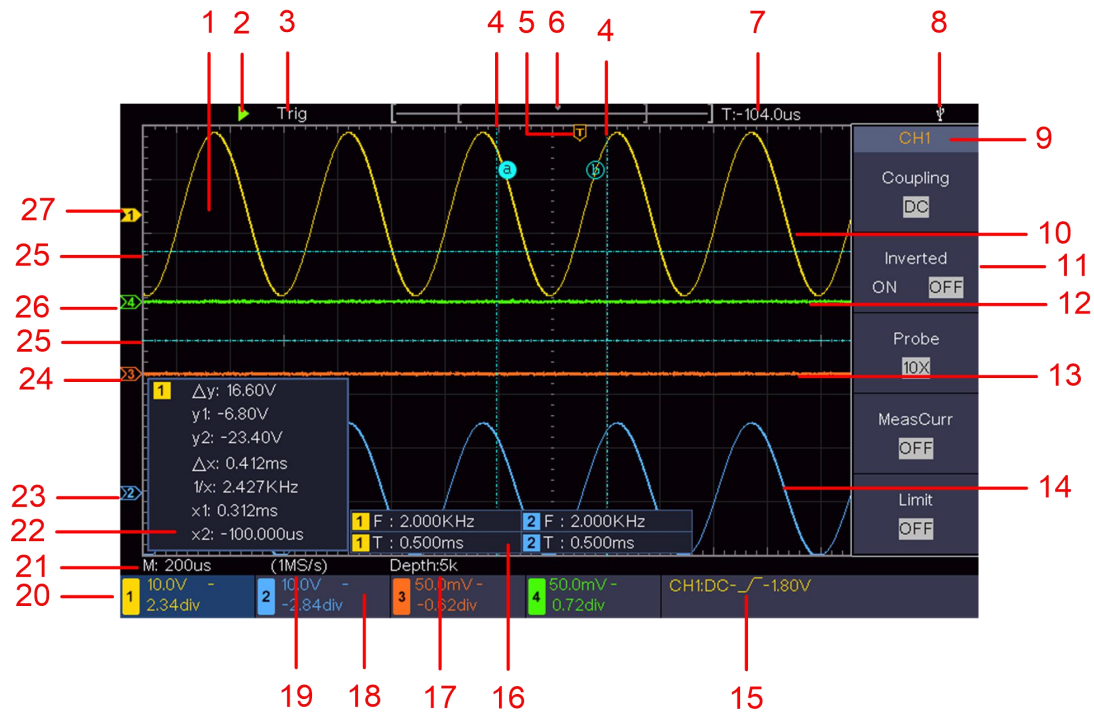 1 2 3 4 5 6 4 7 8
Trig T T:-104.0us
CH1 9
Coupling
DC
a b
27 1
10
25
Inverted 11
ON OFF
26 4 12
25
Probe
10X
24 3 13
1 △y: 16.60V
y1: -6.80V
y2: -23.40V
△x: 0.412ms
1/x: 2.427KHz
x1: 0.312ms
x2: -100.000us
MeasCurr
OFF
23 2 14
Limit
OFF
22
1 F : 2.000KHz 2 F : 2.000KHz
1 T : 0.500ms 2 T : 0.500ms
21 M: 200us (1MS/s) Depth:5k
20 1 10.0V - 2 10.0V - 3 50.0mV - 4 50.0mV - CH1:DC- -1.80V
2.34div -2.84div -0.62div 0.72div
19 18 17 16 15